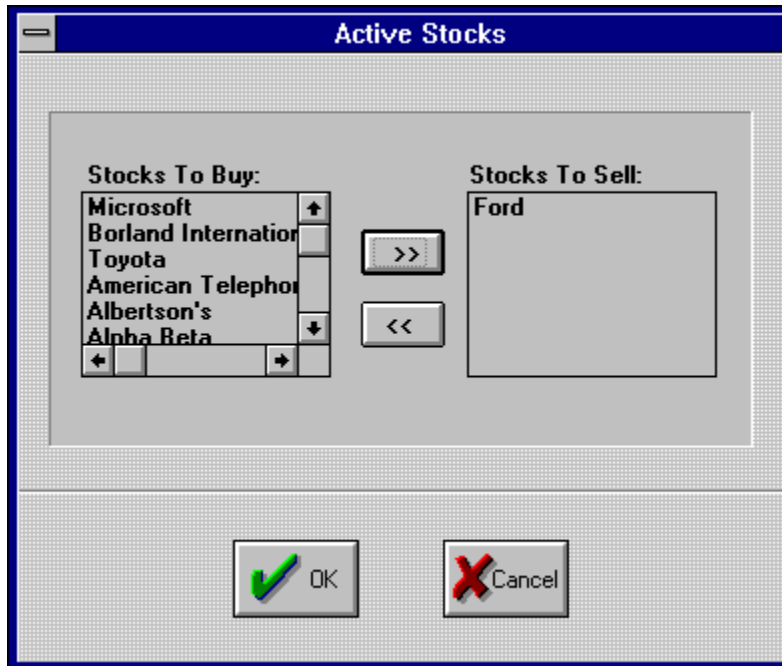 Active Stocks
Stocks To Buy:
Microsoft
Borland Internation
Toyota
American Telephon
Albertson's
Alpha Beta
>>
<<
Stocks To Sell:
Ford
OK
Cancel